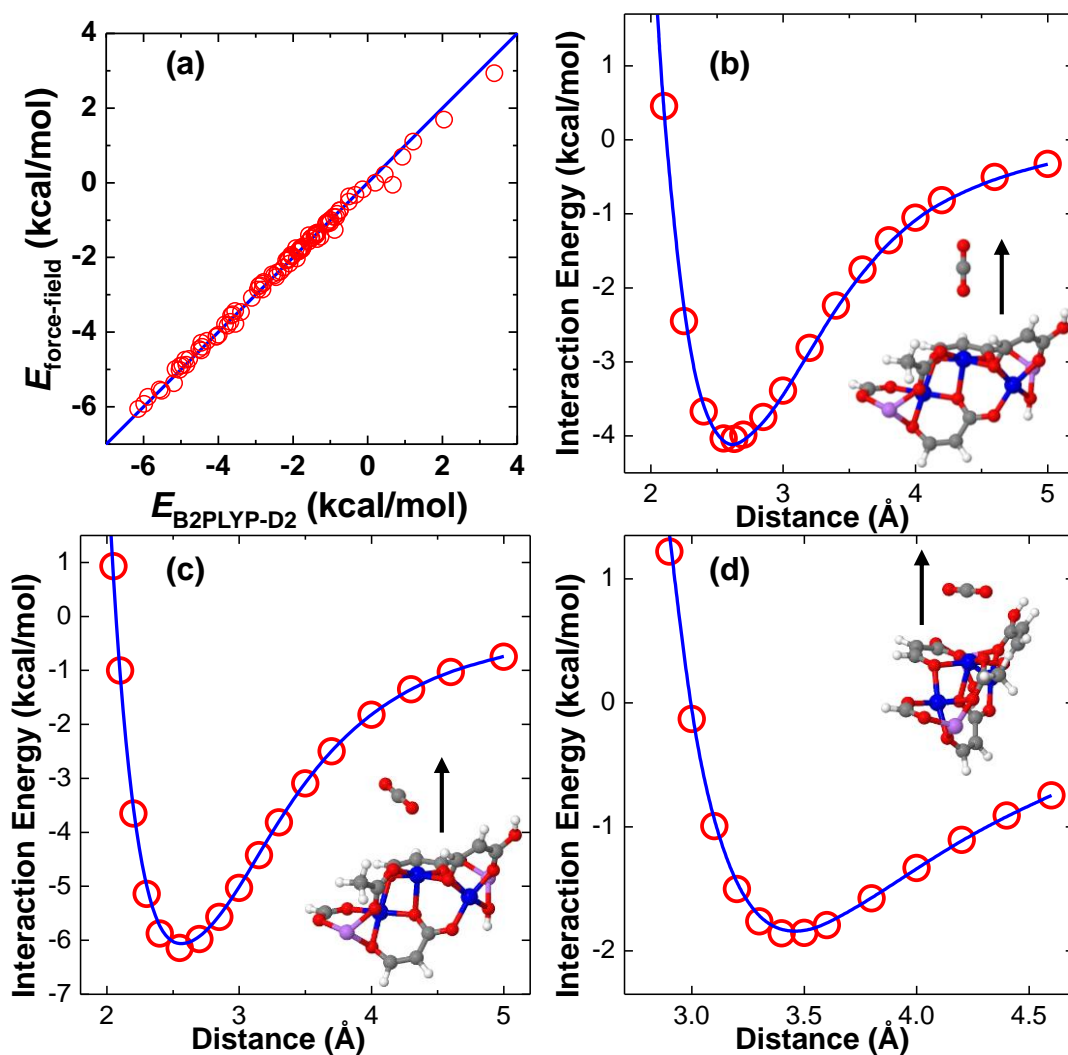 (a)
4
2
0
-2
-4
-6
E force-field (kcal/mol)
-6 -4 -2 0 2 4
E B2PLYP-D2 (kcal/mol)
(b)
1
0
-1
-2
-3
-4
Interaction Energy (kcal/mol)
2 3 4 5
Distance (Å)
(c)
1
0
-1
-2
-3
-4
-5
-6
-7
Interaction Energy (kcal/mol)
2 3 4 5
Distance (Å)
(d)
1
0
-1
-2
Interaction Energy (kcal/mol)
3.0 3.5 4.0 4.5
Distance (Å)